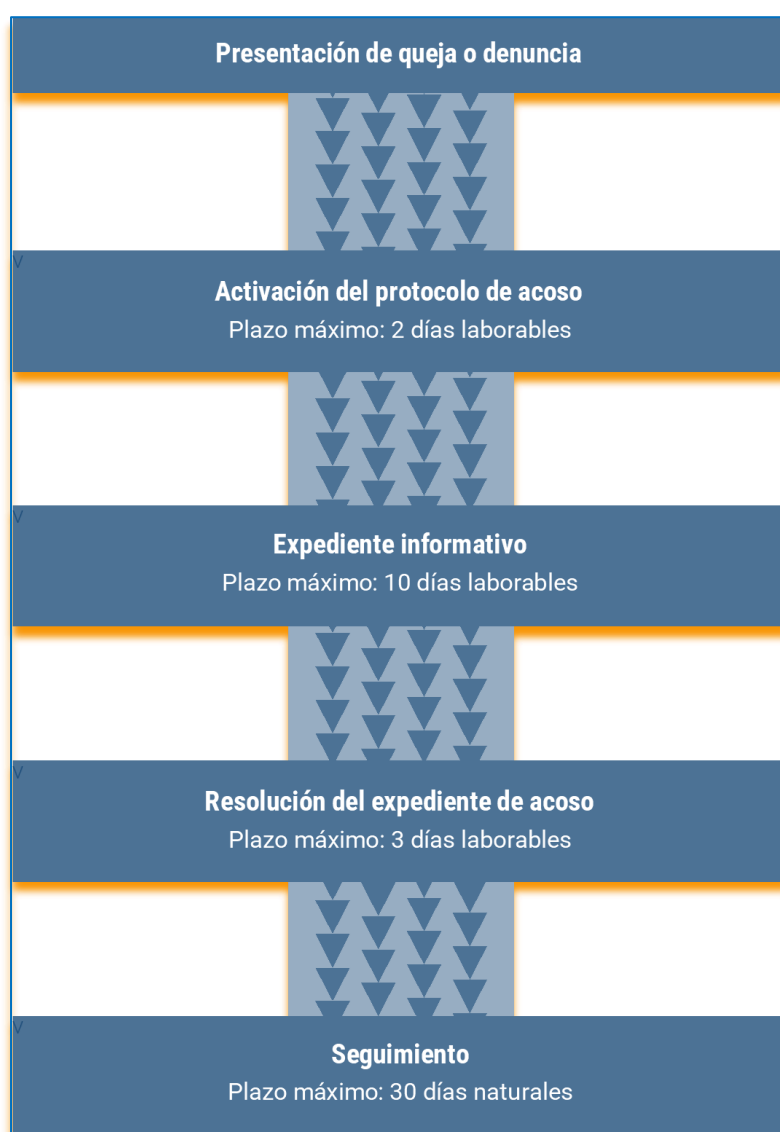 Presentación de queja o denuncia
V
Activación del protocolo de acoso
Plazo máximo: 2 días laborables
V
Expediente informativo
Plazo máximo: 10 días laborables
V
Resolución del expediente de acoso
Plazo máximo: 3 días laborables
V
Seguimiento
Plazo máximo: 30 días naturales